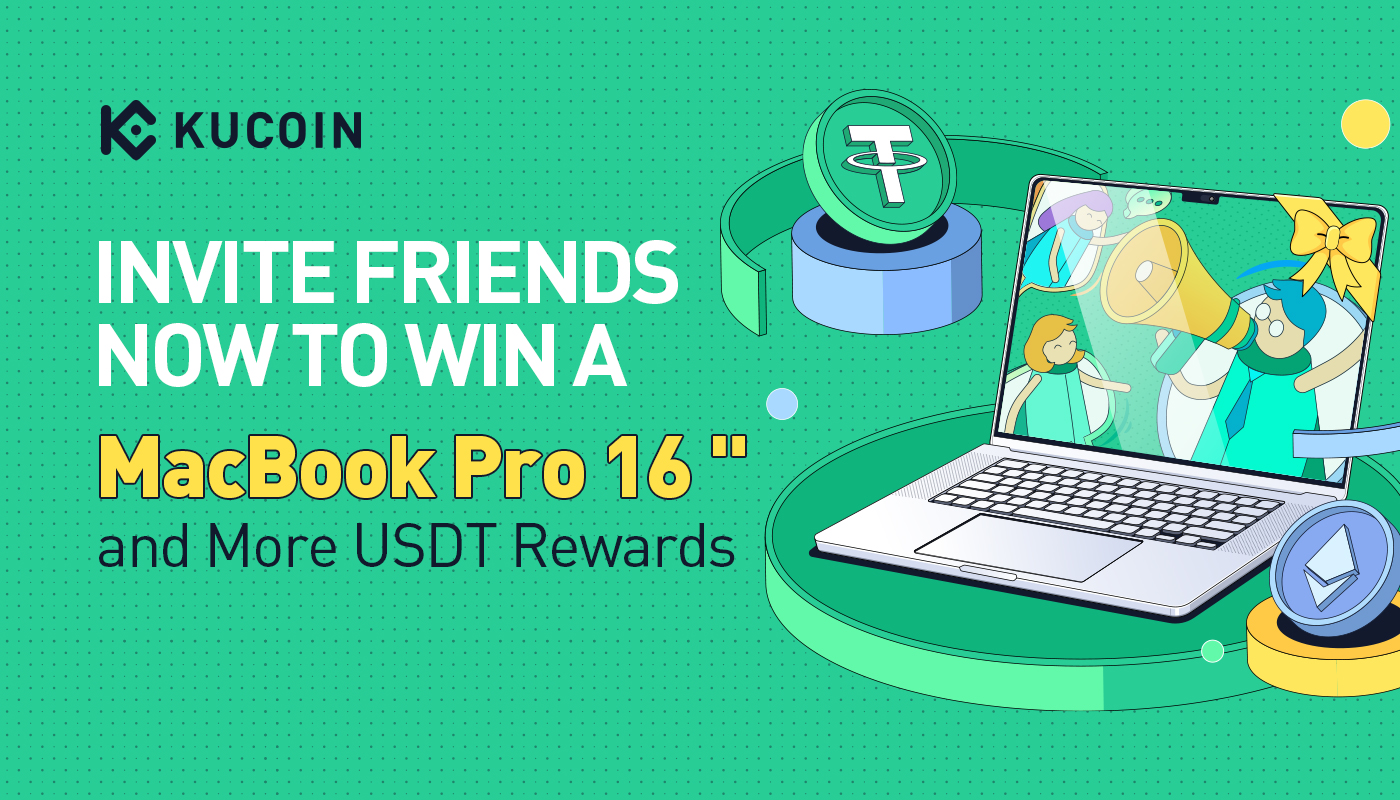 KUCOIN
INVITE FRIENDS
NOW TO WIN A
MacBook Pro 16 "
and More USDT Rewards